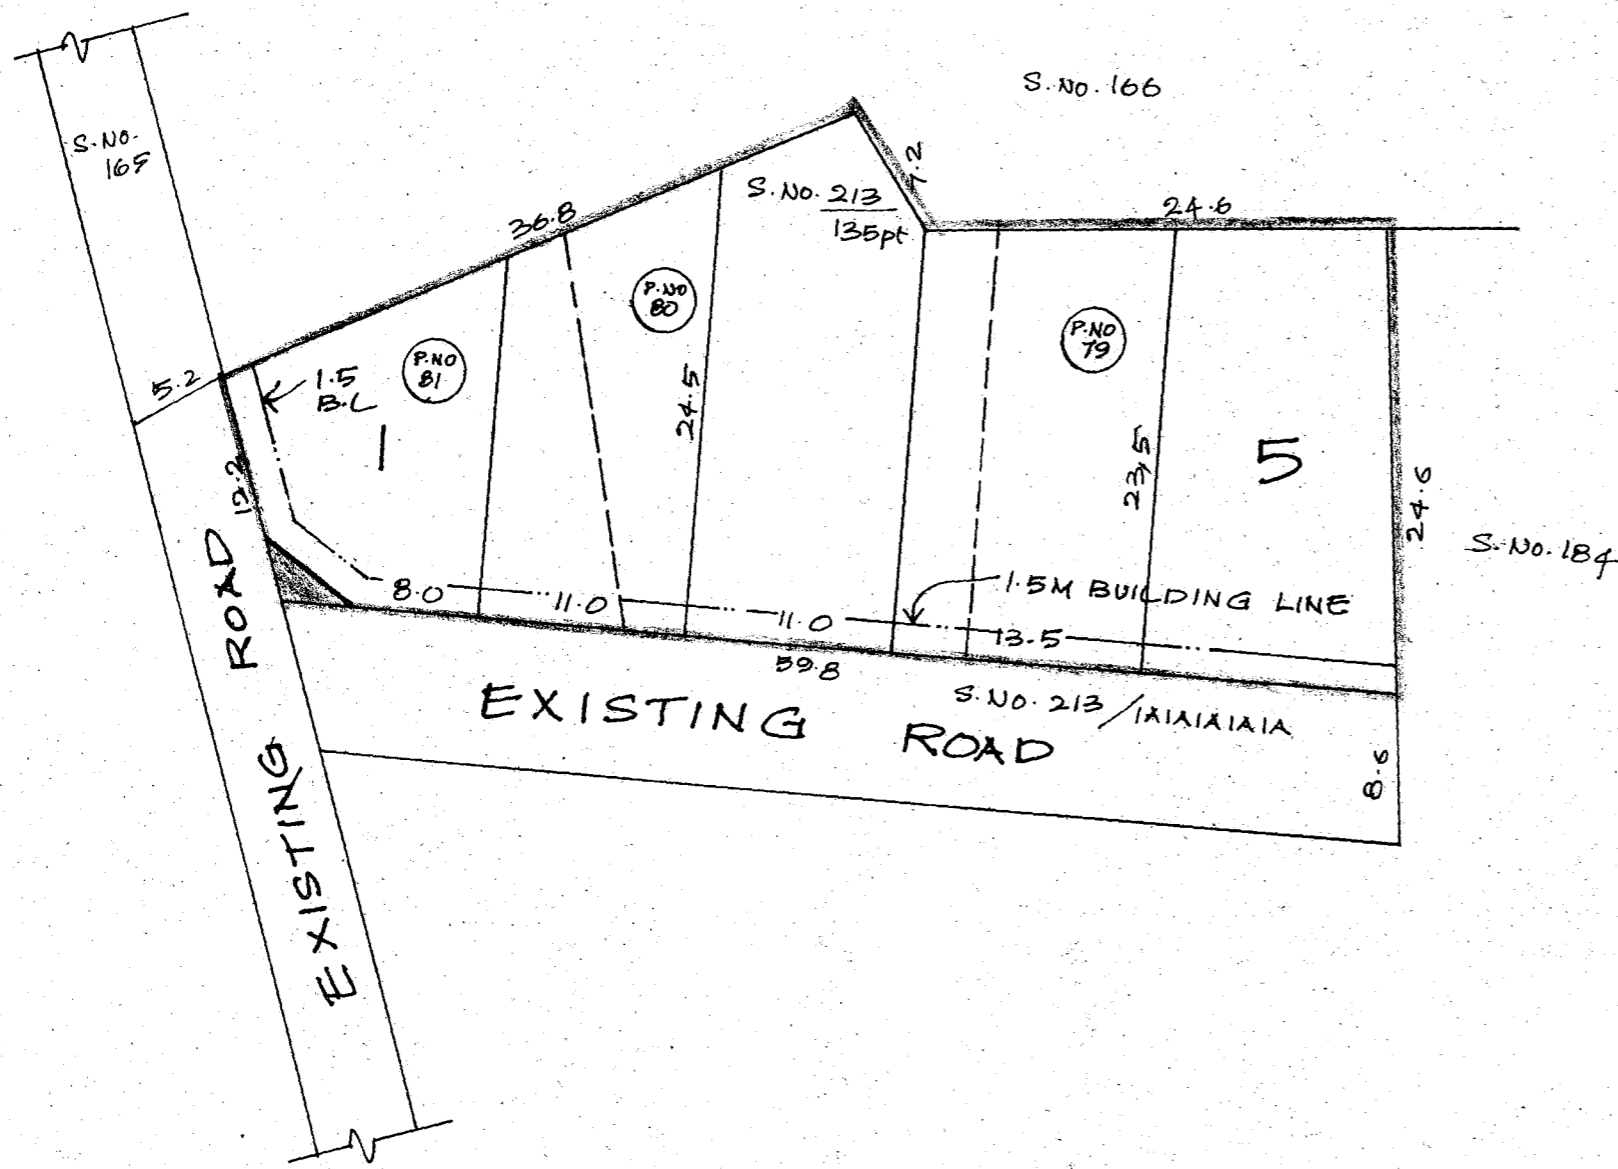 S.NO. 166
S.NO.
165
7.2
S.NO. 213
135pt
36.8
24.6
P.NO
80
P.NO
79
P.NO
81
5.2
1.5
B.L
1
24.5
5
23.5
12.2
24.6
S.NO. 184
8.0
11.0
11.0
13.5
1.5M BUILDING LINE
59.8
S.NO. 213/1A1A1A1A1A
EXISTING ROAD
8.6
EXISTING ROAD